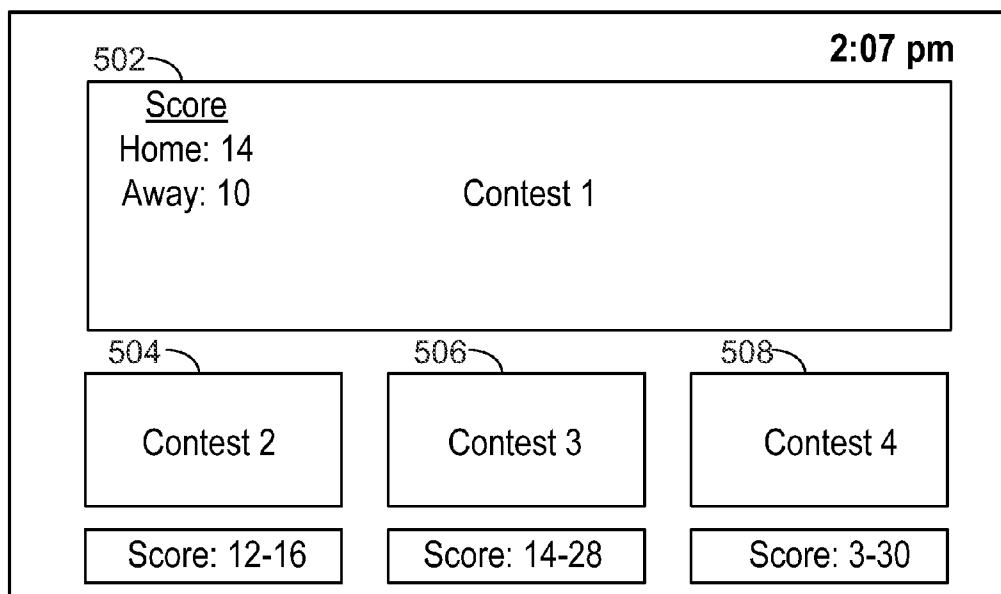 2:07 pm
502
Score
Home: 14
Away: 10
Contest 1
504
506
508
Contest 2
Contest 3
Contest 4
Score: 12-16
Score: 14-28
Score: 3-30